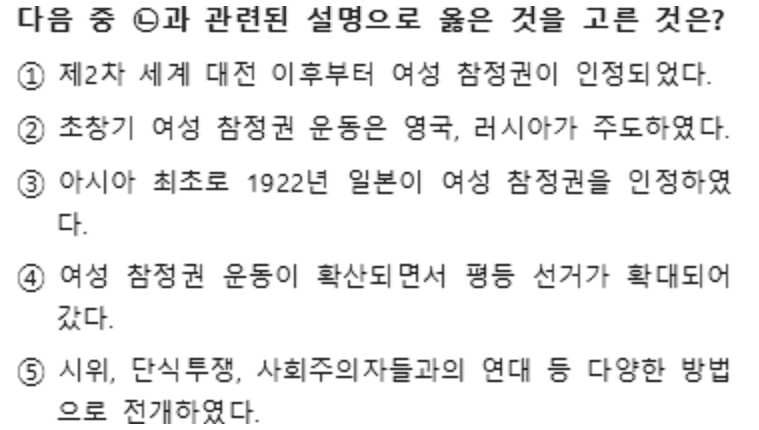 다음 중 ㉡과 관련된 설명으로 옳은 것을 고른 것은?
① 제2차 세계 대전 이후부터 여성 참정권이 인정되었다.
② 초창기 여성 참정권 운동은 영국, 러시아가 주도하였다.
③ 아시아 최초로 1922년 일본이 여성 참정권을 인정하였
다.
④ 여성 참정권 운동이 확산되면서 평등 선거가 확대되어
갔다.
⑤ 시위, 단식투쟁, 사회주의자들과의 연대 등 다양한 방법
으로 전개하였다.